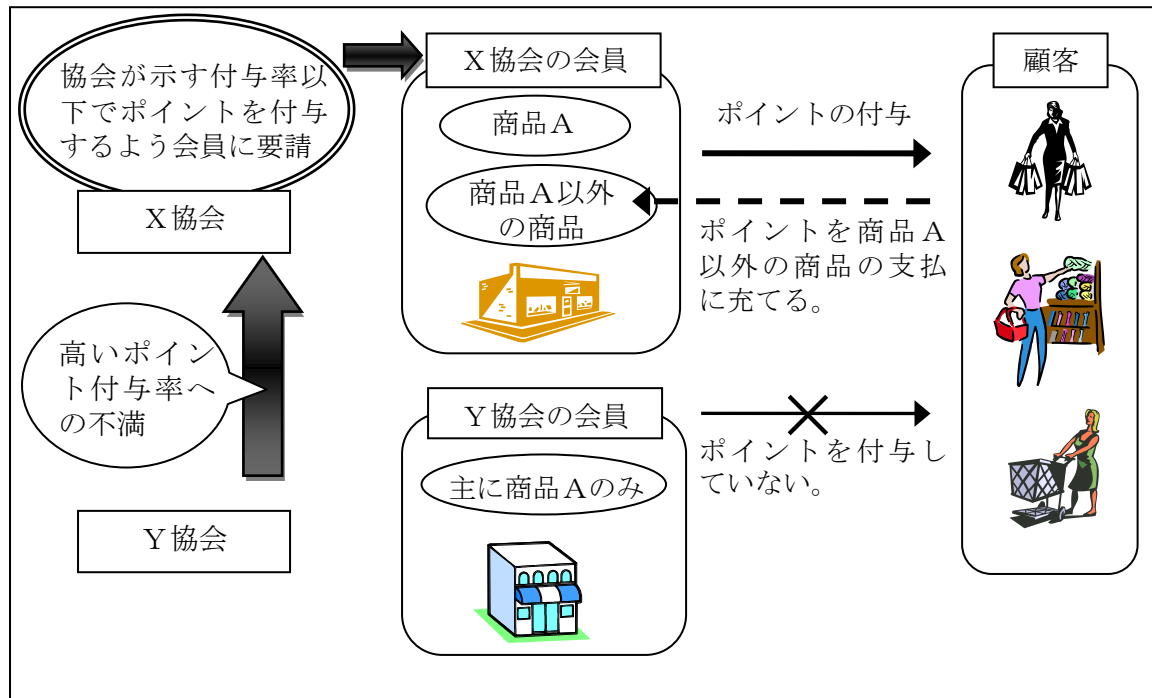 協会が示す付与率以
下でポイントを付与
するよう会員に要請
X協会
高いポイン
ト付与率へ
の不満
Y協会
X協会の会員
商品A
商品A以外
の商品
ポイントの付与
ポイントを商品A
以外の商品の支払
に充てる。
Y協会の会員
主に商品Aのみ
ポイントを付与し
ていない。
顧客